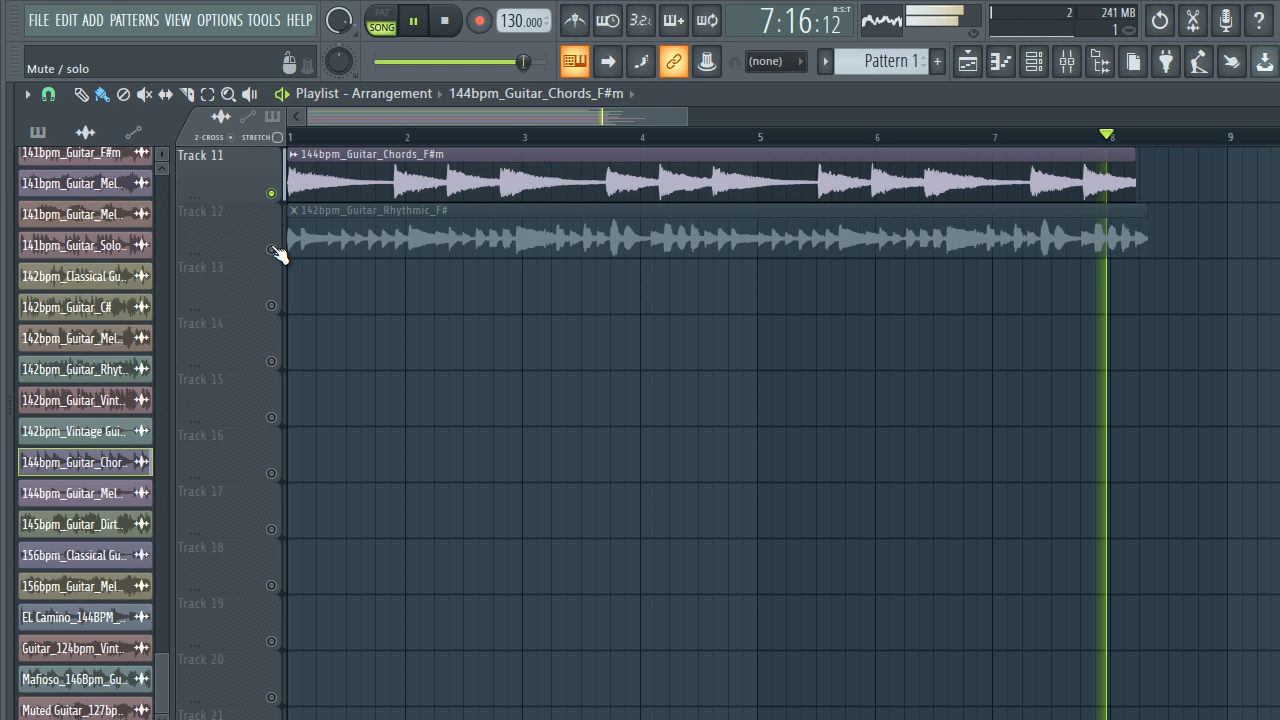 FILE EDIT ADD PATTERNS VIEW OPTIONS TOOLS HELP
PAT
SONG
130.000
3.2.
7:16:12
B:S:T
2
241 MB
1
Mute / solo
(none)
Pattern 1
+
Playlist - Arrangement › 144bpm_Guitar_Chords_F#m ›
Z-CROSS
STRETCH
1 2 3 4 5 6 7 8 9
141bpm_Guitar_F#m
141bpm_Guitar_Mel..
141bpm_Guitar_Mel..
141bpm_Guitar_Solo..
142bpm_Classical Gu..
142bpm_Guitar_C#
142bpm_Guitar_Mel..
142bpm_Guitar_Rhyt..
142bpm_Guitar_Vint..
142bpm_Vintage Gui..
144bpm_Guitar_Chor..
144bpm_Guitar_Mel..
145bpm_Guitar_Dirt..
156bpm_Classical Gu..
156bpm_Guitar_Mel..
EL Camino_144BPM_..
Guitar_124bp_Vint..
Mafioso_146Bpm_Gu..
Muted Guitar_127bp..
Track 11
144bpm_Guitar_Chords_F#m
Track 12
142bpm_Guitar_Rhythmic_F#
Track 13
Track 14
Track 15
Track 16
Track 17
Track 18
Track 19
Track 20
Track 21